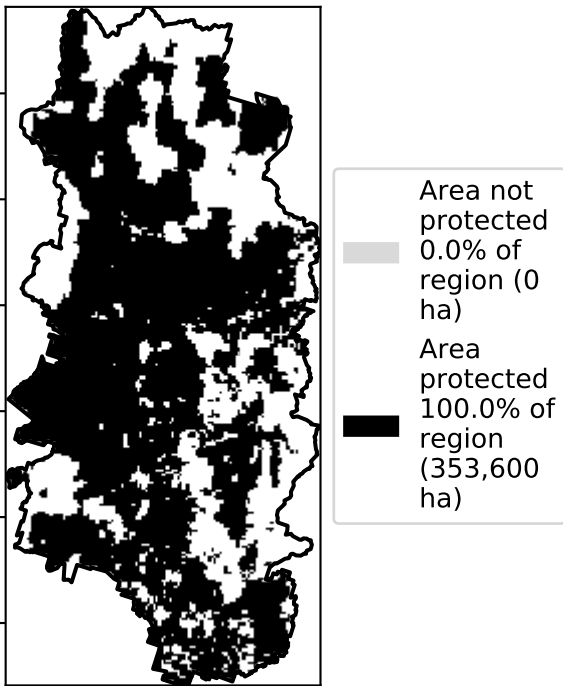 Area not
protected
0.0% of
region (0
ha)
Area
protected
100.0% of
region
(353,600
ha)